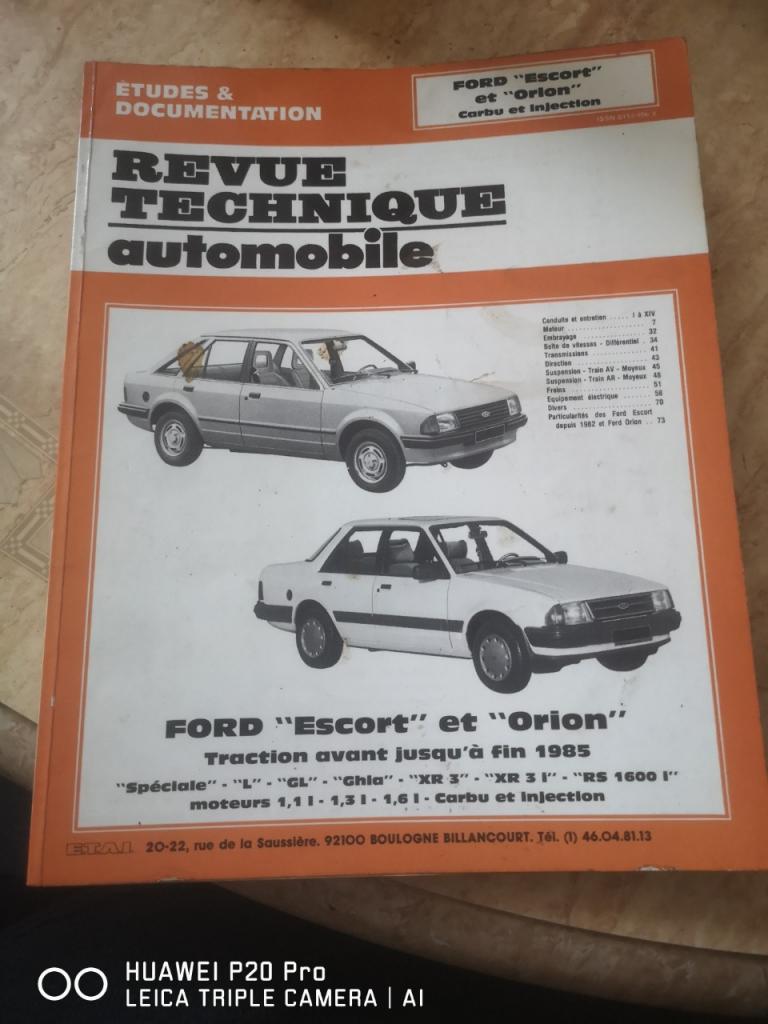 ÈTUDES &
DOCUMENTATION
FORD "Escort"
et "Orion"
Carbu et Injection
REVUE
TECHNIQUE
automobile
Conduite et entretien ..... I à XIV
Moteur ..................... 7
Embrayage ................... 32
Boîte de vitesses - Différentiel . 34
Transmissions ................ 41
Direction ..................... 43
Suspension - Train AV - Moyeux 45
Suspension - Train AR - Moyeux 48
Freins ....................... 51
Equipement électrique ........ 56
Divers ....................... 70
Particularités des Ford Escort
depuis 1982 et Ford Orion .. 73
FORD "Escort" et "Orion"
Traction avant jusqu'à fin 1985
"Spéciale" - "L" - "GL" - "Ghia" - "XR 3" - "XR 3 I" - "RS 1600 I"
moteurs 1,1 l - 1,3 l - 1,6 l - Carbu et Injection
E.T.A.I. 20-22, rue de la Saussière. 92100 BOULOGNE BILLANCOURT. Tél. (1) 46.04.81.13
HUAWEI P20 Pro
LEICA TRIPLE CAMERA | AI